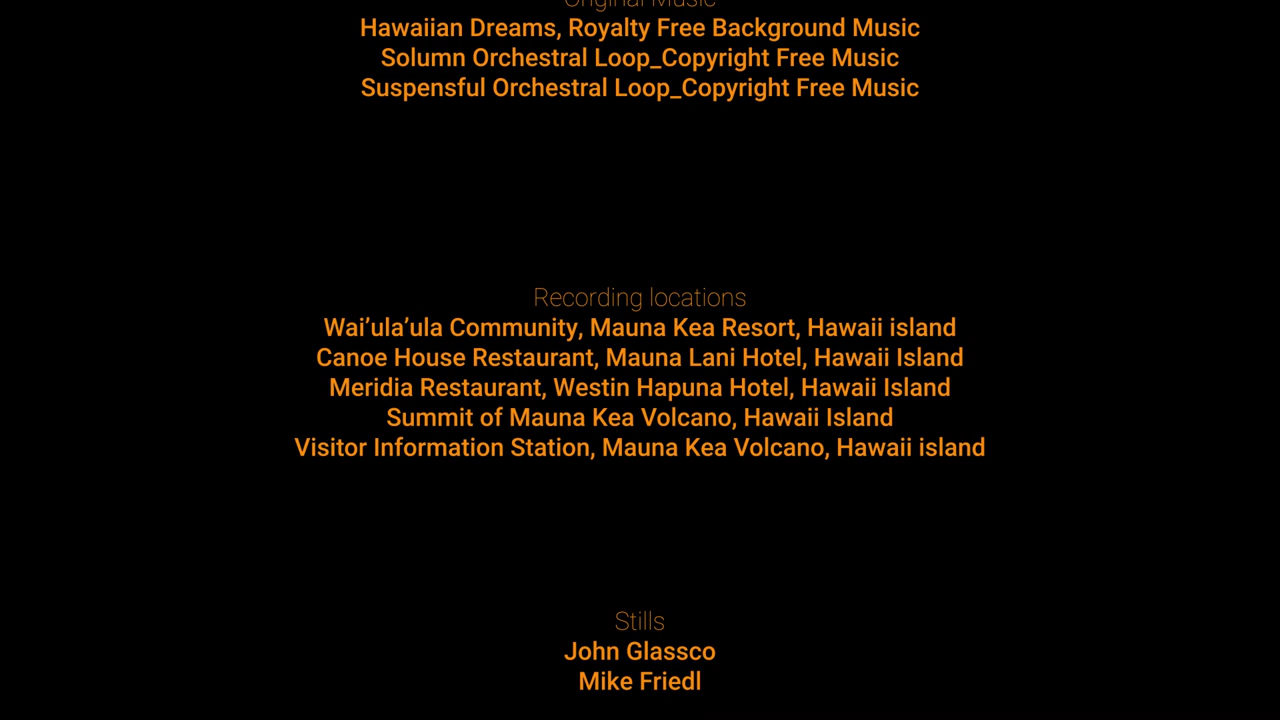 Original Music
Hawaiian Dreams, Royalty Free Background Music
Solumn Orchestral Loop_Copyright Free Music
Suspensful Orchestral Loop_Copyright Free Music
Recording locations
Wai’ula’ula Community, Mauna Kea Resort, Hawaii island
Canoe House Restaurant, Mauna Lani Hotel, Hawaii Island
Meridia Restaurant, Westin Hapuna Hotel, Hawaii Island
Summit of Mauna Kea Volcano, Hawaii Island
Visitor Information Station, Mauna Kea Volcano, Hawaii island
Stills
John Glassco
Mike Friedl